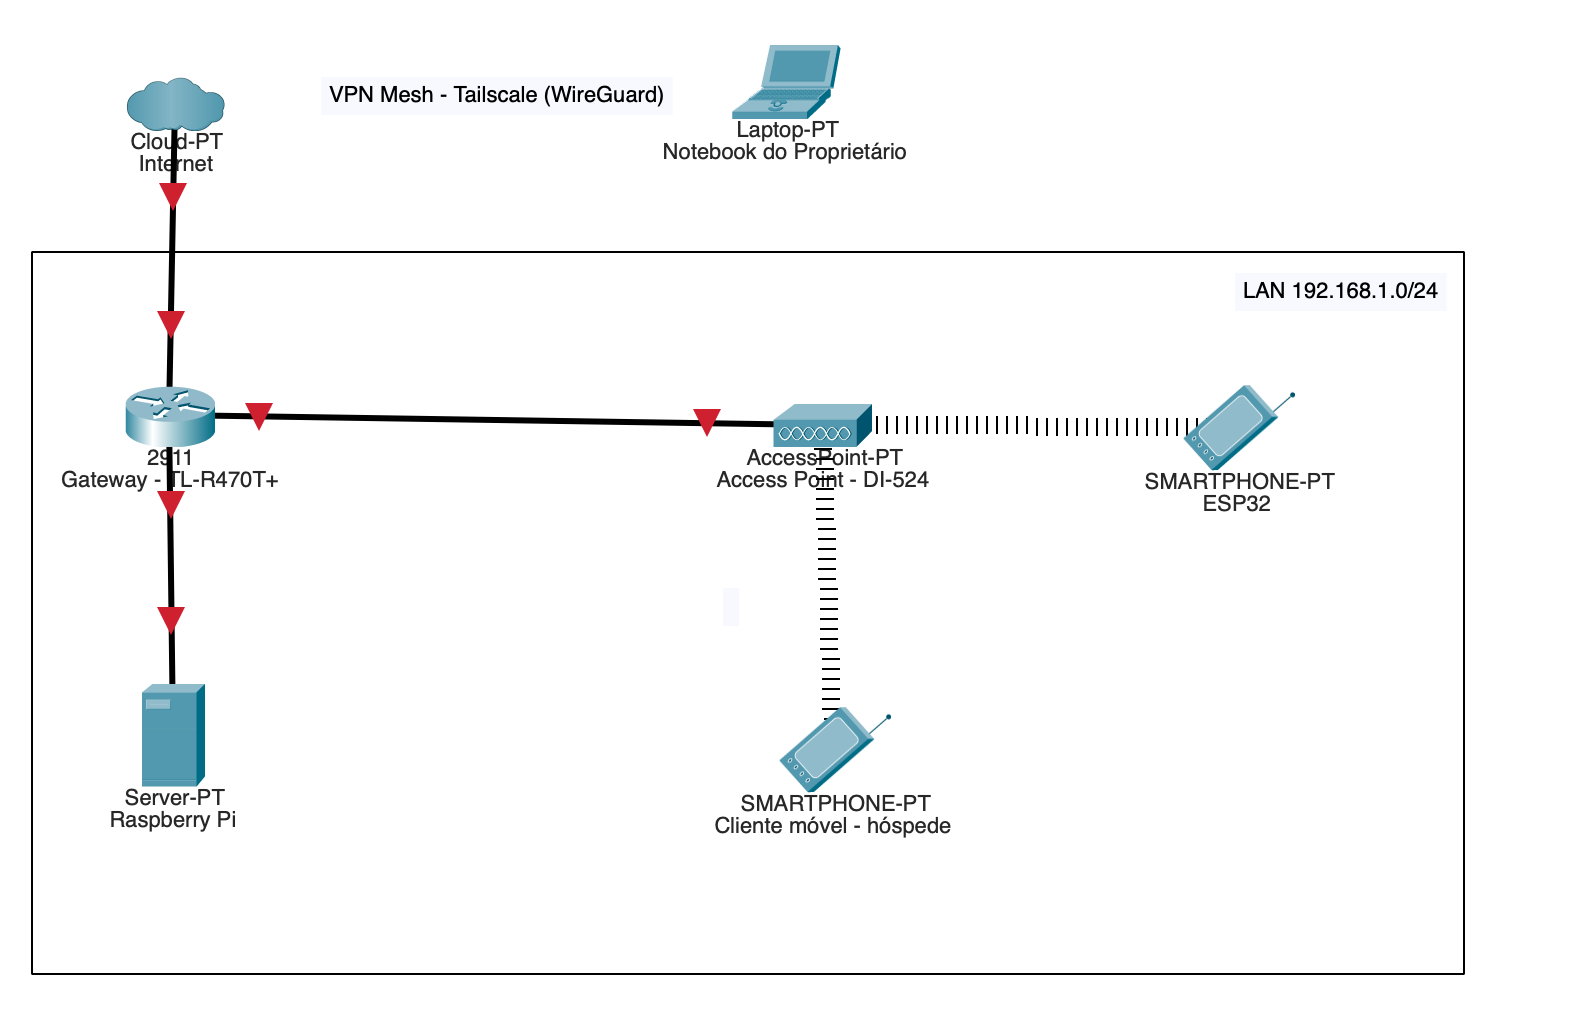 VPN Mesh - Tailscale (WireGuard)
Laptop-PT
Notebook do Proprietário
Cloud-PT
Internet
LAN 192.168.1.0/24
2911
Gateway - TL-R470T+
AccessPoint-PT
Access Point - DI-524
SMARTPHONE-PT
ESP32
Server-PT
Raspberry Pi
SMARTPHONE-PT
Cliente móvel - hóspede